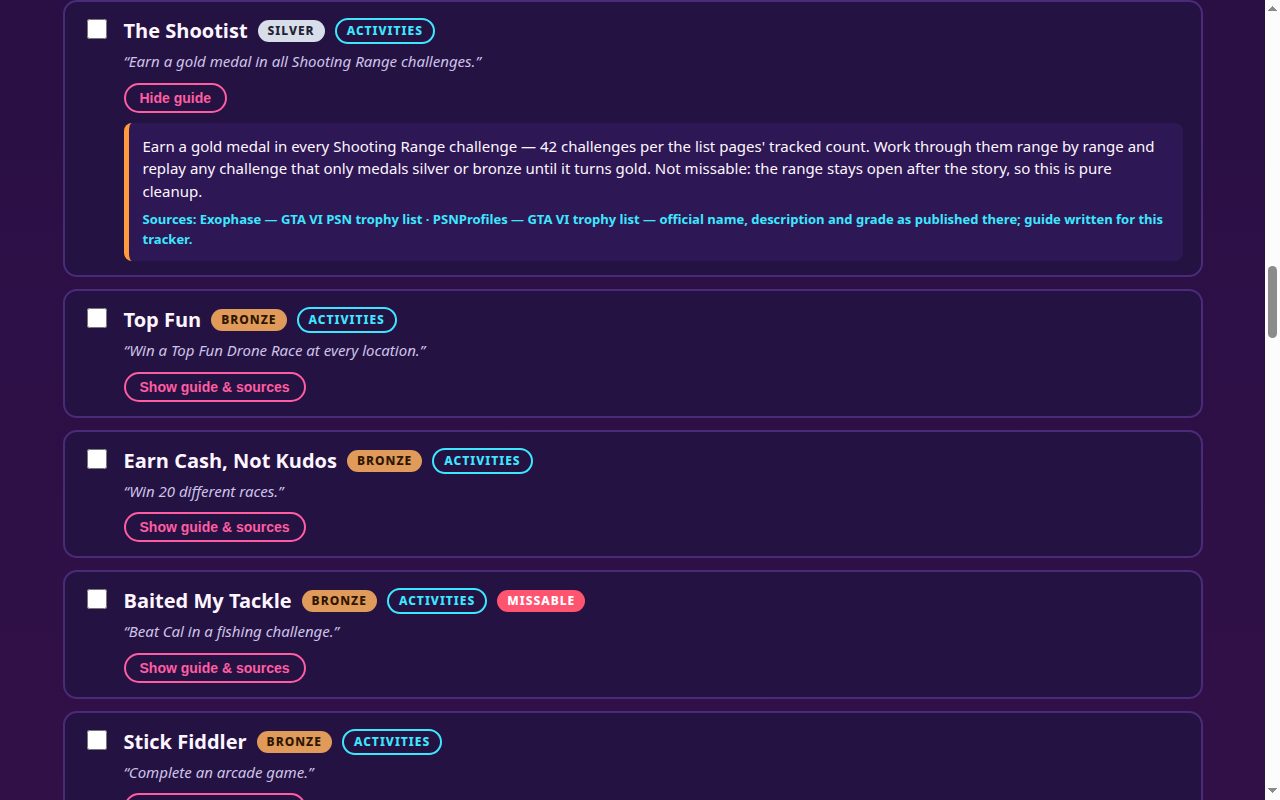 The Shootist SILVER ACTIVITIES
“Earn a gold medal in all Shooting Range challenges.”
Hide guide
Earn a gold medal in every Shooting Range challenge — 42 challenges per the list pages' tracked count. Work through them range by range and
replay any challenge that only medals silver or bronze until it turns gold. Not missable: the range stays open after the story, so this is pure
cleanup.
Sources: Exophase — GTA VI PSN trophy list · PSNProfiles — GTA VI trophy list — official name, description and grade as published there; guide written for this
tracker.
Top Fun BRONZE ACTIVITIES
“Win a Top Fun Drone Race at every location.”
Show guide & sources
Earn Cash, Not Kudos BRONZE ACTIVITIES
“Win 20 different races.”
Show guide & sources
Baited My Tackle BRONZE ACTIVITIES MISSABLE
“Beat Cal in a fishing challenge.”
Show guide & sources
Stick Fiddler BRONZE ACTIVITIES
“Complete an arcade game.”